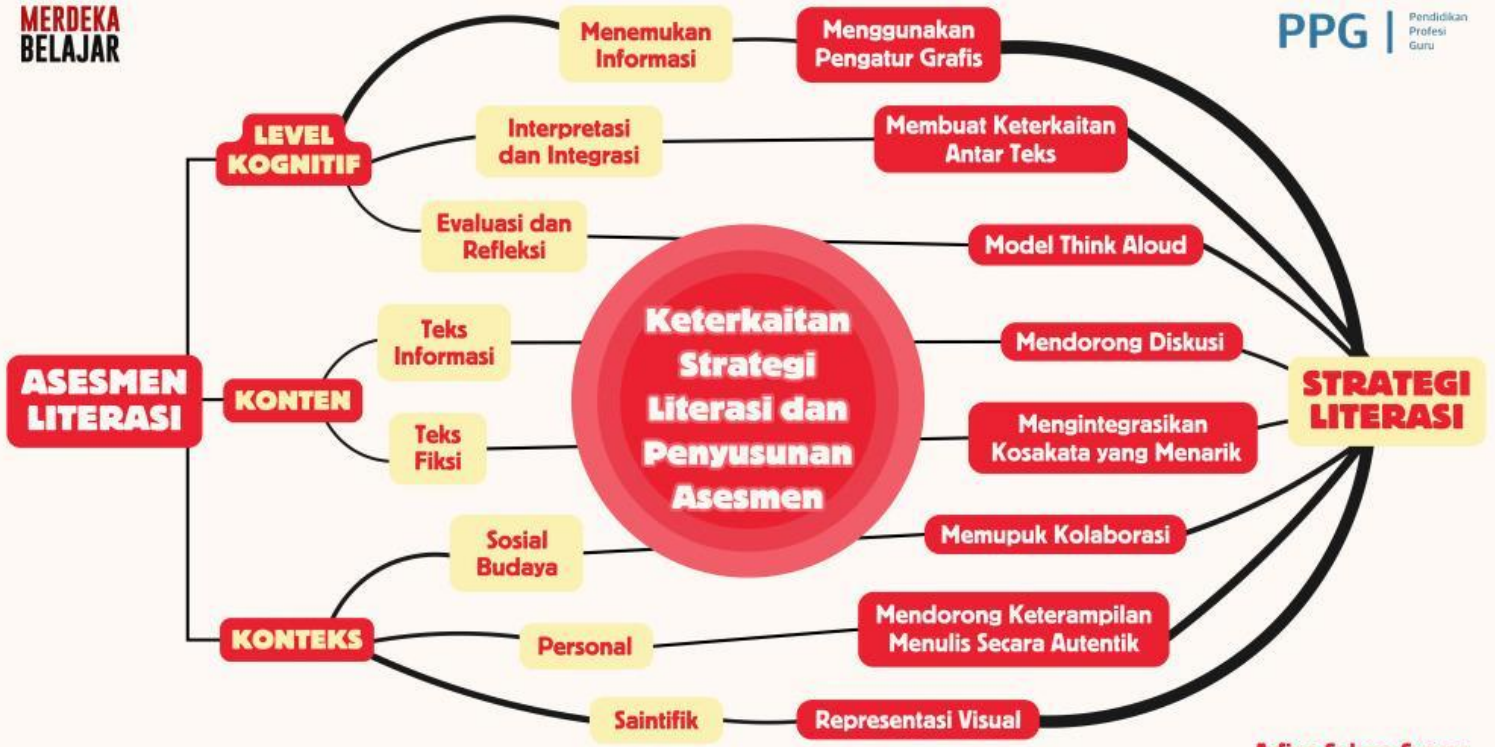 MERDEKA
BELAJAR
PPG
Pendidikan
Profesi
Guru
Menemukan
Informasi
Menggunakan
Pengatur Grafis
LEVEL
KOGNITIF
Interpretasi
dan Integrasi
Membuat Keterkaitan
Antar Teks
Evaluasi dan
Refleksi
Model Think Aloud
Keterkaitan
Strategi
Literasi dan
Penyusunan
Asesmen
ASESMEN
LITERASI
KONTEN
Teks
Informasi
Mendorong Diskusi
Teks
Fiksi
Mengintegrasikan
Kosakata yang Menarik
STRATEGI
LITERASI
KONTEKS
Sosial
Budaya
Memupuk Kolaborasi
Personal
Mendorong Keterampilan
Menulis Secara Autentik
Saintifik
Representasi Visual